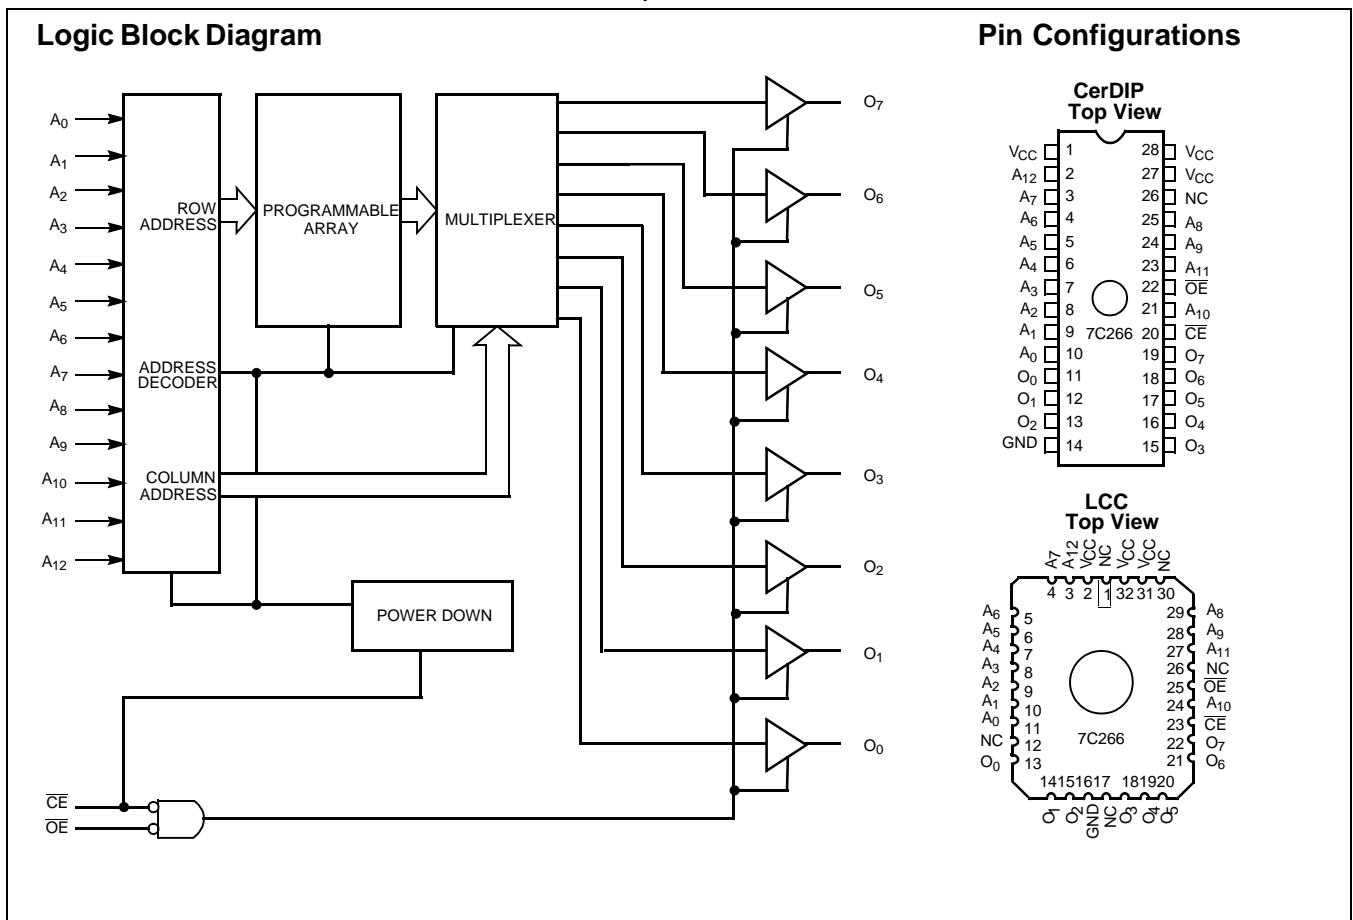 Logic Block Diagram
A0
A1
A2
A3
A4
A5
A6
A7
A8
A9
A10
A11
A12
ROW
ADDRESS
ADDRESS
DECODER
COLUMN
ADDRESS
PROGRAMMABLE
ARRAY
MULTIPLEXER
POWER DOWN
CE
OE
O7
O6
O5
O4
O3
O2
O1
O0
Pin Configurations
CerDIP
Top View
VCC 1 28 VCC
A12 2 27 VCC
A7 3 26 NC
A6 4 25 A8
A5 5 24 A9
A4 6 23 A11
A3 7 22 OE
A2 8 21 A10
A1 9 7C266 20 CE
A0 10 19 O7
O0 11 18 O6
O1 12 17 O5
O2 13 16 O4
GND 14 15 O3
LCC
Top View
A7 A12 VCC NC VCC VCC NC
4 3 2 1 32 31 30
A6 5 29 A8
A5 6 28 A9
A4 7 27 A11
A3 8 26 NC
A2 9 25 OE
A1 10 24 A10
A0 11 23 CE
NC 12 7C266 22 O7
O0 13 21 O6
14 15 16 17 18 19 20
O1 O2 GND NC O3 O4 O5